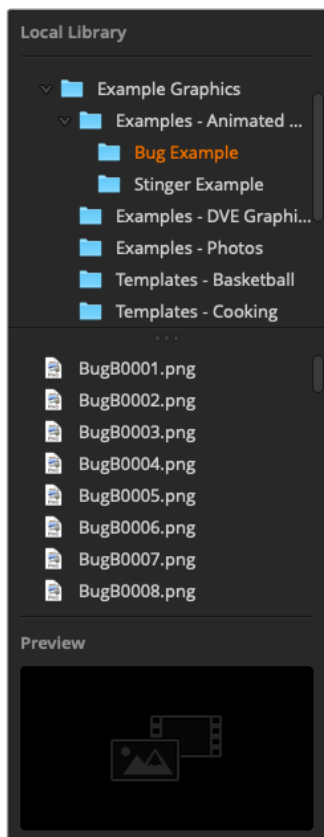 Local Library
Example Graphics
Examples - Animated ...
Bug Example
Stinger Example
Examples - DVE Graphi...
Examples - Photos
Templates - Basketball
Templates - Cooking
BugB0001.png
BugB0002.png
BugB0003.png
BugB0004.png
BugB0005.png
BugB0006.png
BugB0007.png
BugB0008.png
Preview